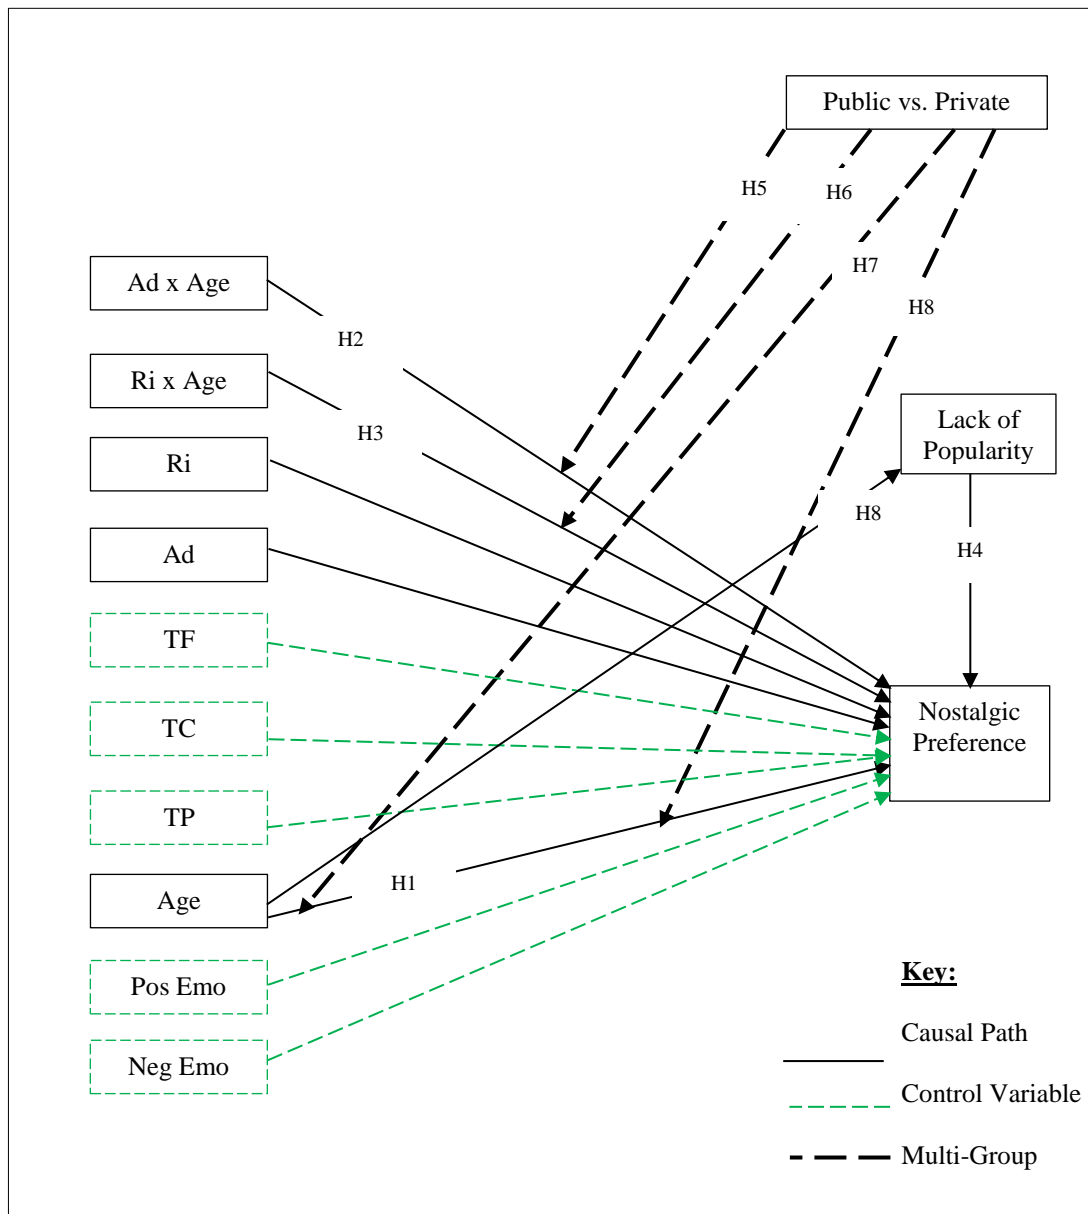 Public vs. Private
H5
H6
H7
H8
Ad x Age
H2
Ri x Age
H3
Lack of
Popularity
Ri
H8
Ad
H4
TF
TC
Nostalgic
Preference
TP
Age
H1
Pos Emo
Neg Emo
Key:
Causal Path
Control Variable
Multi-Group